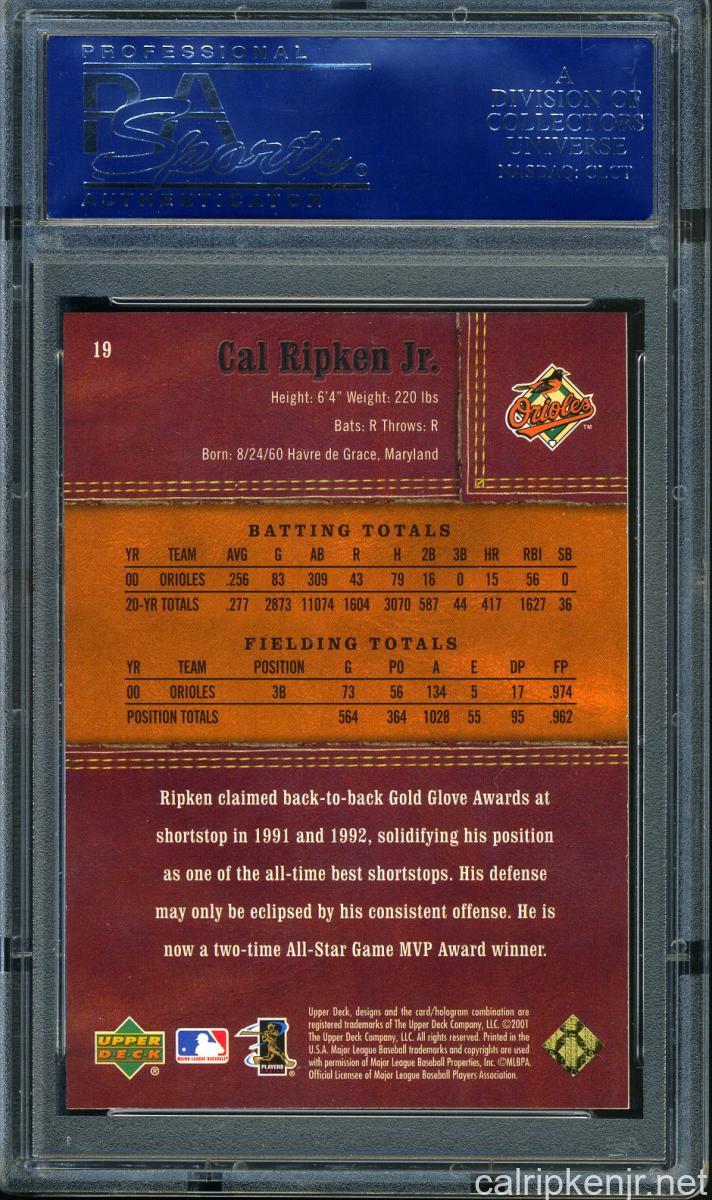 PROFESSIONAL
PSA
Sports®
AUTHENTICATOR
A
DIVISION OF
COLLECTORS
UNIVERSE
NASDAQ: CLCT
19
Cal Ripken Jr.
Height: 6'4" Weight: 220 lbs
Bats: R Throws: R
Born: 8/24/60 Havre de Grace, Maryland
Orioles ™
BATTING TOTALS
YR TEAM AVG G AB R H 2B 3B HR RBI SB
00 ORIOLES .256 83 309 43 79 16 0 15 56 0
20-YR TOTALS .277 2873 11074 1604 3070 587 44 417 1627 36
FIELDING TOTALS
YR TEAM POSITION G PO A E DP FP
00 ORIOLES 3B 73 56 134 5 17 .974
POSITION TOTALS 564 364 1028 55 95 .962
Ripken claimed back-to-back Gold Glove Awards at
shortstop in 1991 and 1992, solidifying his position
as one of the all-time best shortstops. His defense
may only be eclipsed by his consistent offense. He is
now a two-time All-Star Game MVP Award winner.
UPPER
DECK ®
MAJOR LEAGUE BASEBALL
PLAYERS ®
Upper Deck, designs and the card/hologram combination are
registered trademarks of The Upper Deck Company, LLC. ©2001
The Upper Deck Company, LLC. All rights reserved. Printed in the
U.S.A. Major League Baseball trademarks and copyrights are used
with permission of Major League Baseball Properties, Inc. ©MLBPA.
Official Licensee of Major League Baseball Players Association.
calripkenjr.net